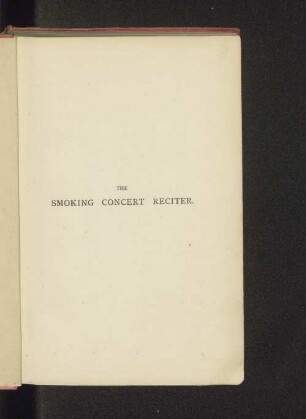 THE
SMOKING CONCERT RECITER.